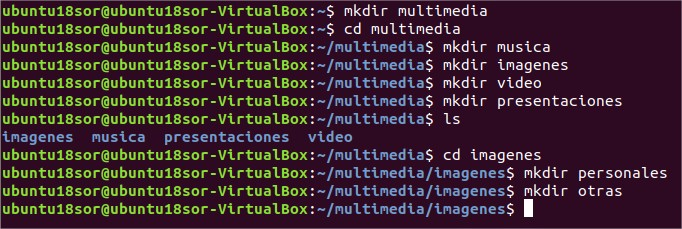 ubuntu18sor@ubuntu18sor-VirtualBox:~$ mkdir multimedia
ubuntu18sor@ubuntu18sor-VirtualBox:~$ cd multimedia
ubuntu18sor@ubuntu18sor-VirtualBox:~/multimedia$ mkdir musica
ubuntu18sor@ubuntu18sor-VirtualBox:~/multimedia$ mkdir imagenes
ubuntu18sor@ubuntu18sor-VirtualBox:~/multimedia$ mkdir video
ubuntu18sor@ubuntu18sor-VirtualBox:~/multimedia$ mkdir presentaciones
ubuntu18sor@ubuntu18sor-VirtualBox:~/multimedia$ ls
imagenes  musica  presentaciones  video
ubuntu18sor@ubuntu18sor-VirtualBox:~/multimedia$ cd imagenes
ubuntu18sor@ubuntu18sor-VirtualBox:~/multimedia/imagenes$ mkdir personales
ubuntu18sor@ubuntu18sor-VirtualBox:~/multimedia/imagenes$ mkdir otras
ubuntu18sor@ubuntu18sor-VirtualBox:~/multimedia/imagenes$